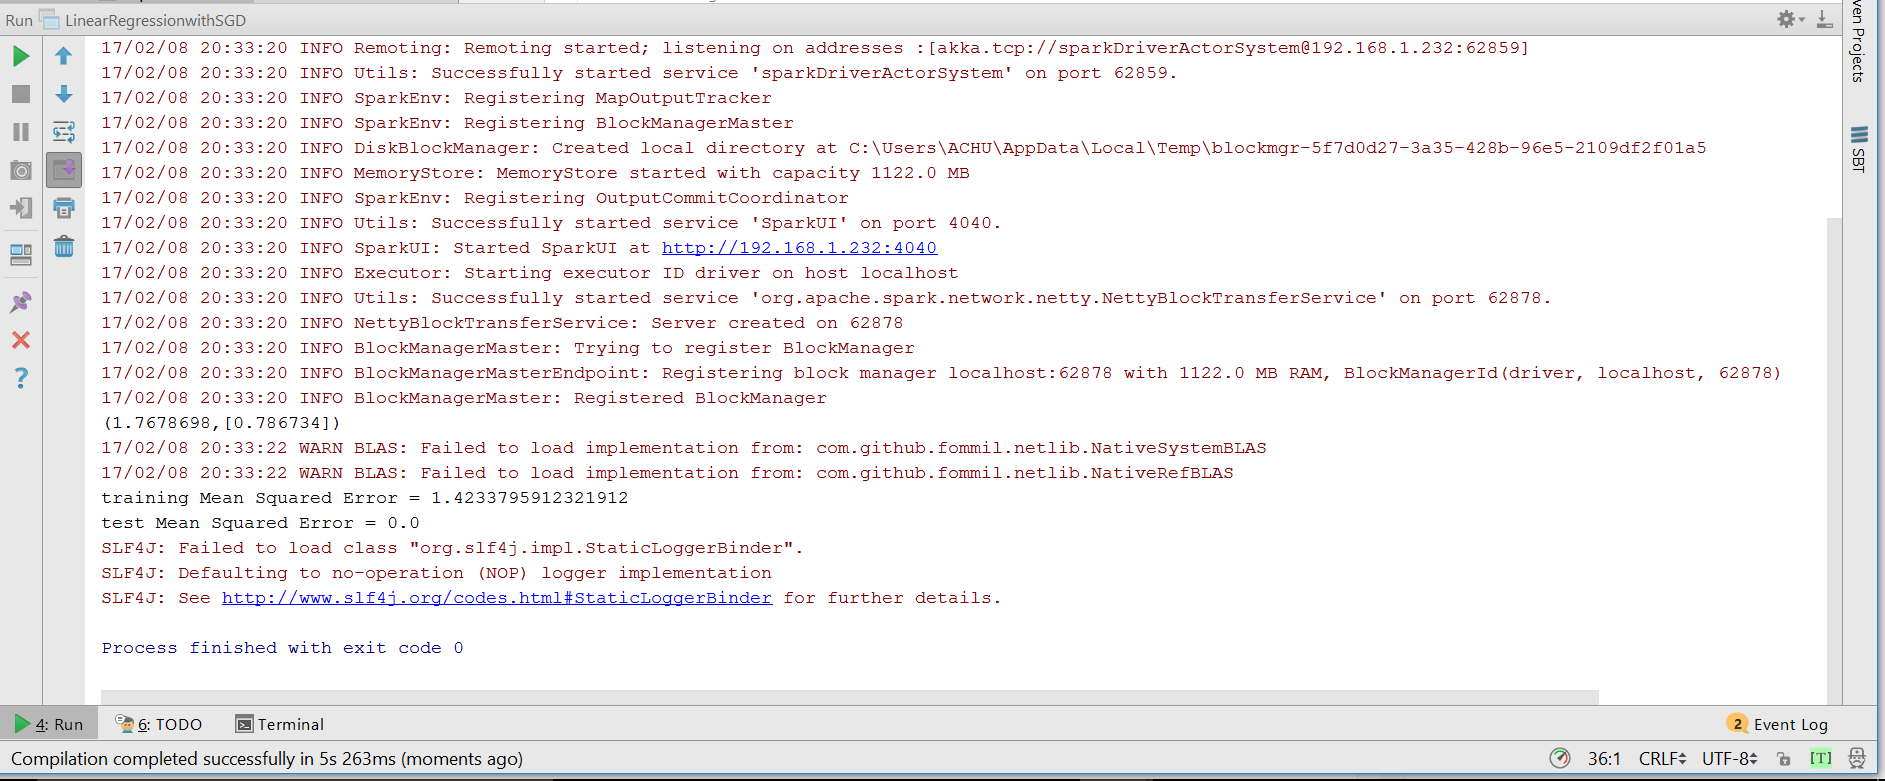 Run LinearRegressionwithSGD
17/02/08 20:33:20 INFO Remoting: Remoting started; listening on addresses :[akka.tcp://sparkDriverActorSystem@192.168.1.232:62859]
17/02/08 20:33:20 INFO Utils: Successfully started service 'sparkDriverActorSystem' on port 62859.
17/02/08 20:33:20 INFO SparkEnv: Registering MapOutputTracker
17/02/08 20:33:20 INFO SparkEnv: Registering BlockManagerMaster
17/02/08 20:33:20 INFO DiskBlockManager: Created local directory at C:\Users\ACHU\AppData\Local\Temp\blockmgr-5f7d0d27-3a35-428b-96e5-2109df2f01a5
17/02/08 20:33:20 INFO MemoryStore: MemoryStore started with capacity 1122.0 MB
17/02/08 20:33:20 INFO SparkEnv: Registering OutputCommitCoordinator
17/02/08 20:33:20 INFO Utils: Successfully started service 'SparkUI' on port 4040.
17/02/08 20:33:20 INFO SparkUI: Started SparkUI at http://192.168.1.232:4040
17/02/08 20:33:20 INFO Executor: Starting executor ID driver on host localhost
17/02/08 20:33:20 INFO Utils: Successfully started service 'org.apache.spark.network.netty.NettyBlockTransferService' on port 62878.
17/02/08 20:33:20 INFO NettyBlockTransferService: Server created on 62878
17/02/08 20:33:20 INFO BlockManagerMaster: Trying to register BlockManager
17/02/08 20:33:20 INFO BlockManagerMasterEndpoint: Registering block manager localhost:62878 with 1122.0 MB RAM, BlockManagerId(driver, localhost, 62878)
17/02/08 20:33:20 INFO BlockManagerMaster: Registered BlockManager
(1.7678698,[0.786734])
17/02/08 20:33:22 WARN BLAS: Failed to load implementation from: com.github.fommil.netlib.NativeSystemBLAS
17/02/08 20:33:22 WARN BLAS: Failed to load implementation from: com.github.fommil.netlib.NativeRefBLAS
training Mean Squared Error = 1.4233795912321912
test Mean Squared Error = 0.0
SLF4J: Failed to load class "org.slf4j.impl.StaticLoggerBinder".
SLF4J: Defaulting to no-operation (NOP) logger implementation
SLF4J: See http://www.slf4j.org/codes.html#StaticLoggerBinder for further details.
Process finished with exit code 0
ven Projects
SBT
4: Run 6: TODO Terminal 2 Event Log
Compilation completed successfully in 5s 263ms (moments ago) 36:1 CRLF UTF-8 [T]